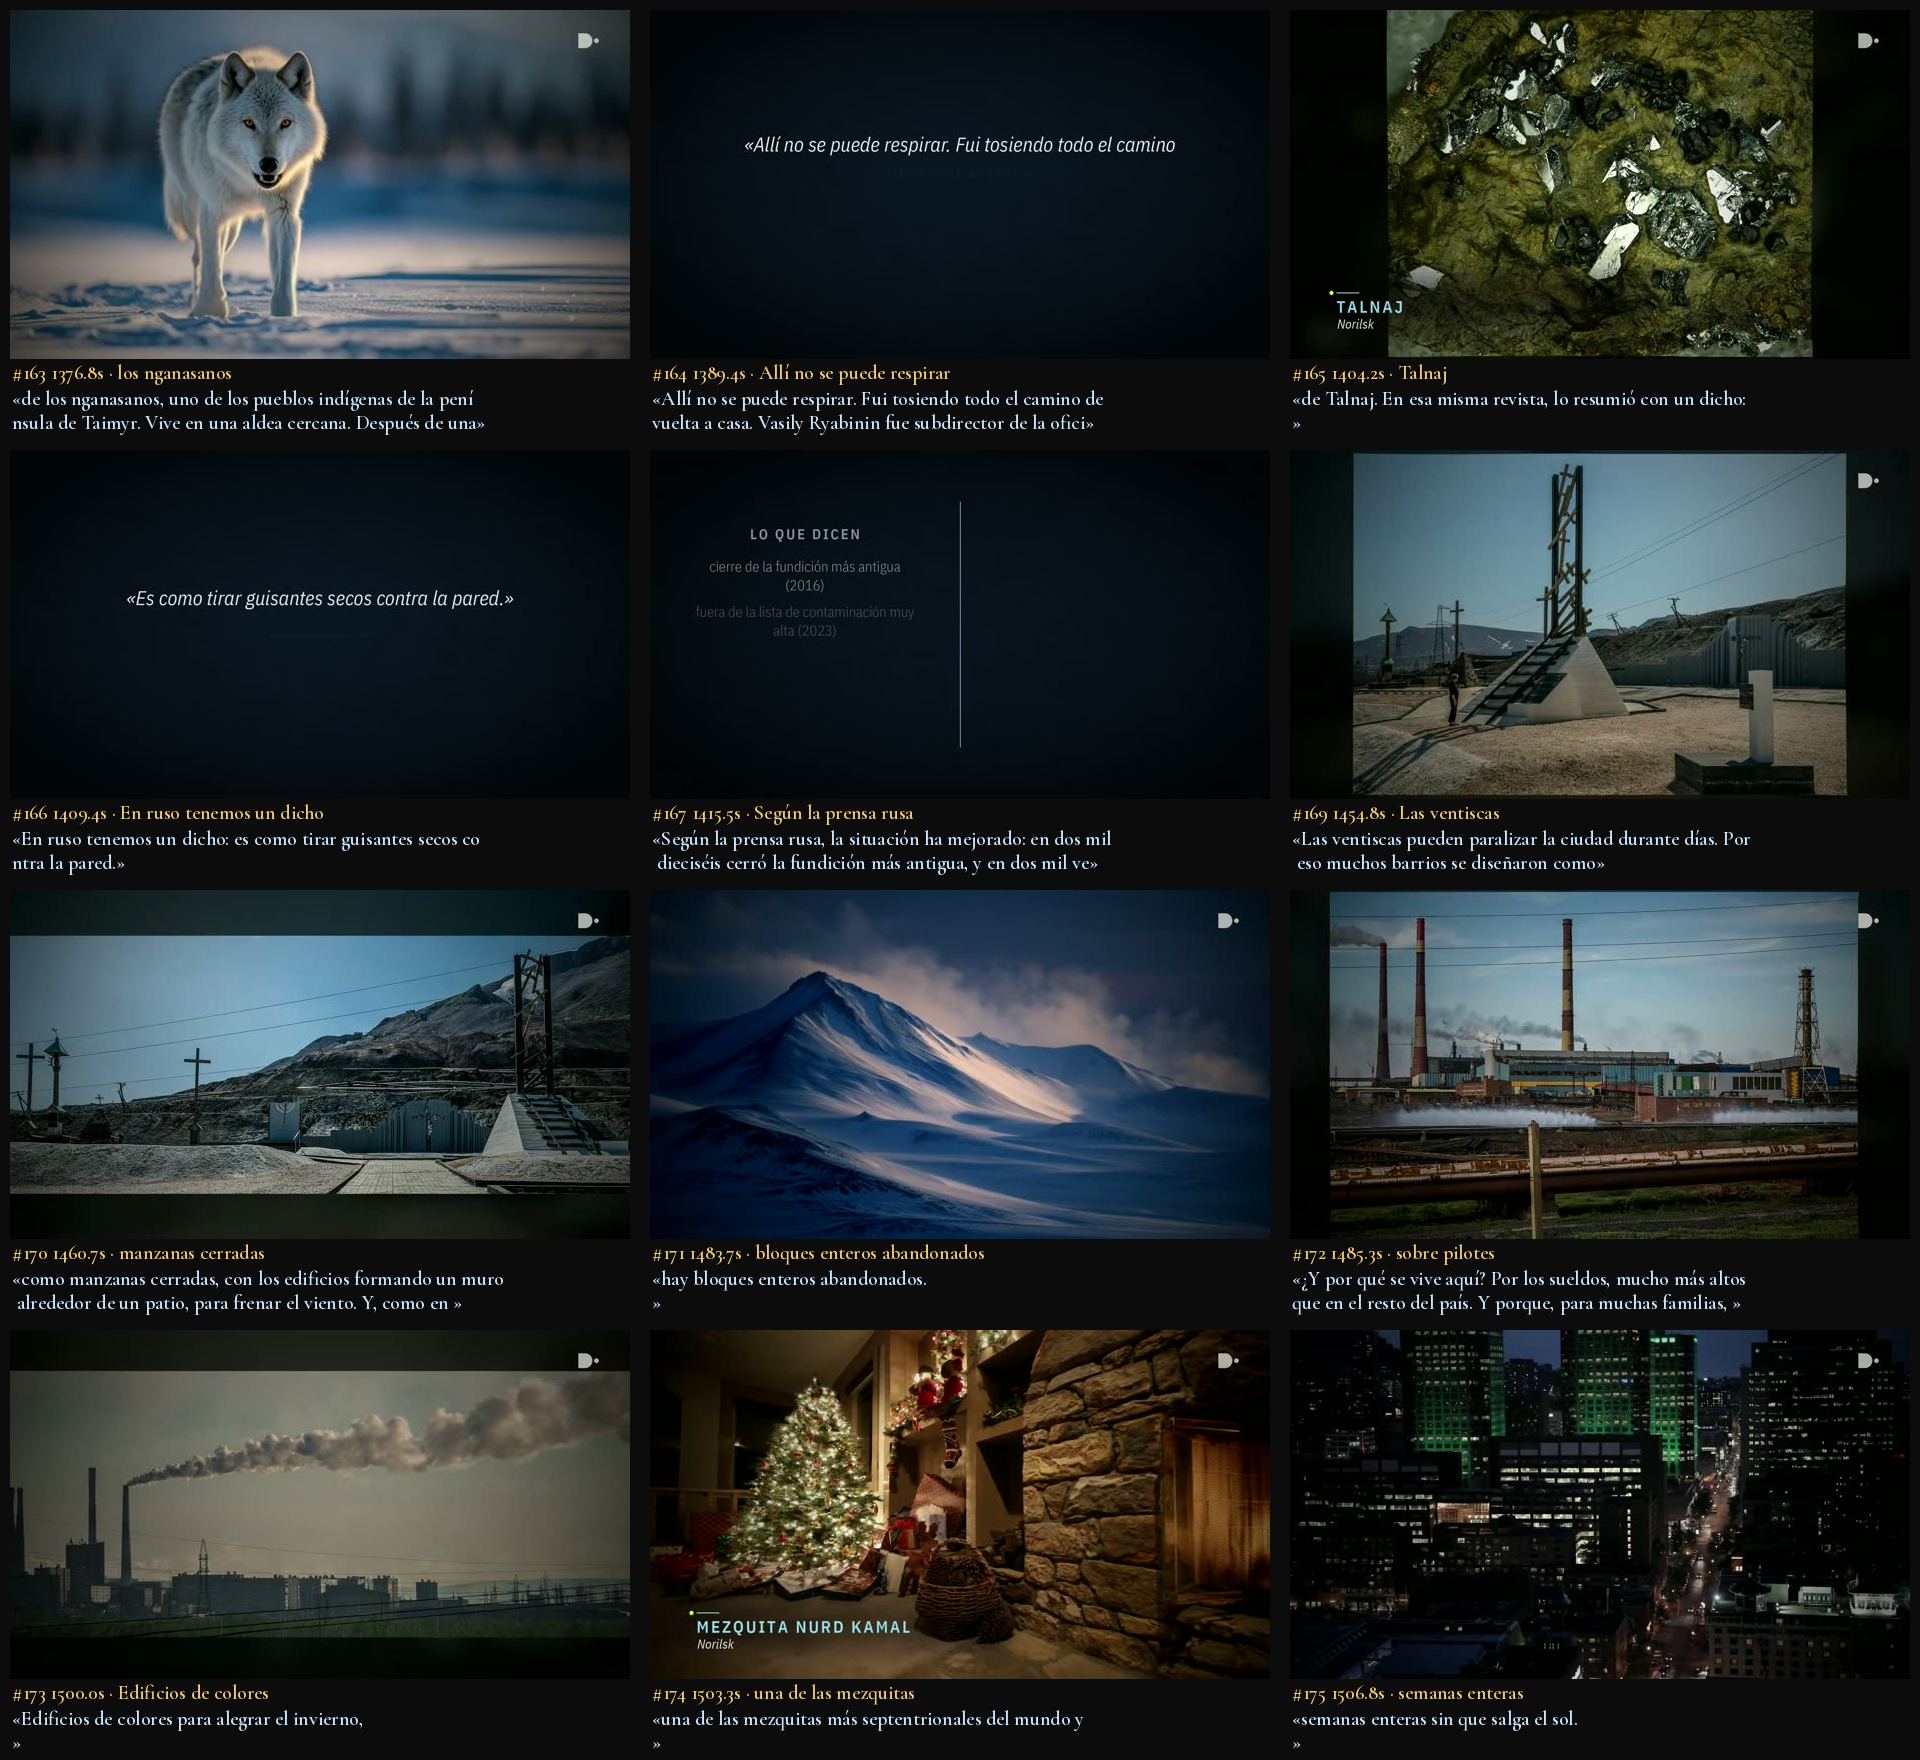 «Allí no se puede respirar. Fui tosiendo todo el camino
TALNAJ
Norilsk
#163 1376.8s · los nganasanos
«de los nganasanos, uno de los pueblos indígenas de la pení
nsula de Taimyr. Vive en una aldea cercana. Después de una»
#164 1389.4s · Allí no se puede respirar
«Allí no se puede respirar. Fui tosiendo todo el camino de
vuelta a casa. Vasily Ryabinin fue subdirector de la ofici»
#165 1404.2s · Talnaj
«de Talnaj. En esa misma revista, lo resumió con un dicho:
»
«Es como tirar guisantes secos contra la pared.»
LO QUE DICEN
cierre de la fundición más antigua
(2016)
fuera de la lista de contaminación muy
alta (2023)
#166 1409.4s · En ruso tenemos un dicho
«En ruso tenemos un dicho: es como tirar guisantes secos co
ntra la pared.»
#167 1415.5s · Según la prensa rusa
«Según la prensa rusa, la situación ha mejorado: en dos mil
dieciséis cerró la fundición más antigua, y en dos mil ve»
#169 1454.8s · Las ventiscas
«Las ventiscas pueden paralizar la ciudad durante días. Por
eso muchos barrios se diseñaron como»
#170 1460.7s · manzanas cerradas
«como manzanas cerradas, con los edificios formando un muro
alrededor de un patio, para frenar el viento. Y, como en »
#171 1483.7s · bloques enteros abandonados
«hay bloques enteros abandonados.
»
#172 1485.3s · sobre pilotes
«¿Y por qué se vive aquí? Por los sueldos, mucho más altos
que en el resto del país. Y porque, para muchas familias, »
MEZQUITA NURD KAMAL
Norilsk
#173 1500.0s · Edificios de colores
«Edificios de colores para alegrar el invierno,
»
#174 1503.3s · una de las mezquitas
«una de las mezquitas más septentrionales del mundo y
»
#175 1506.8s · semanas enteras
«semanas enteras sin que salga el sol.
»